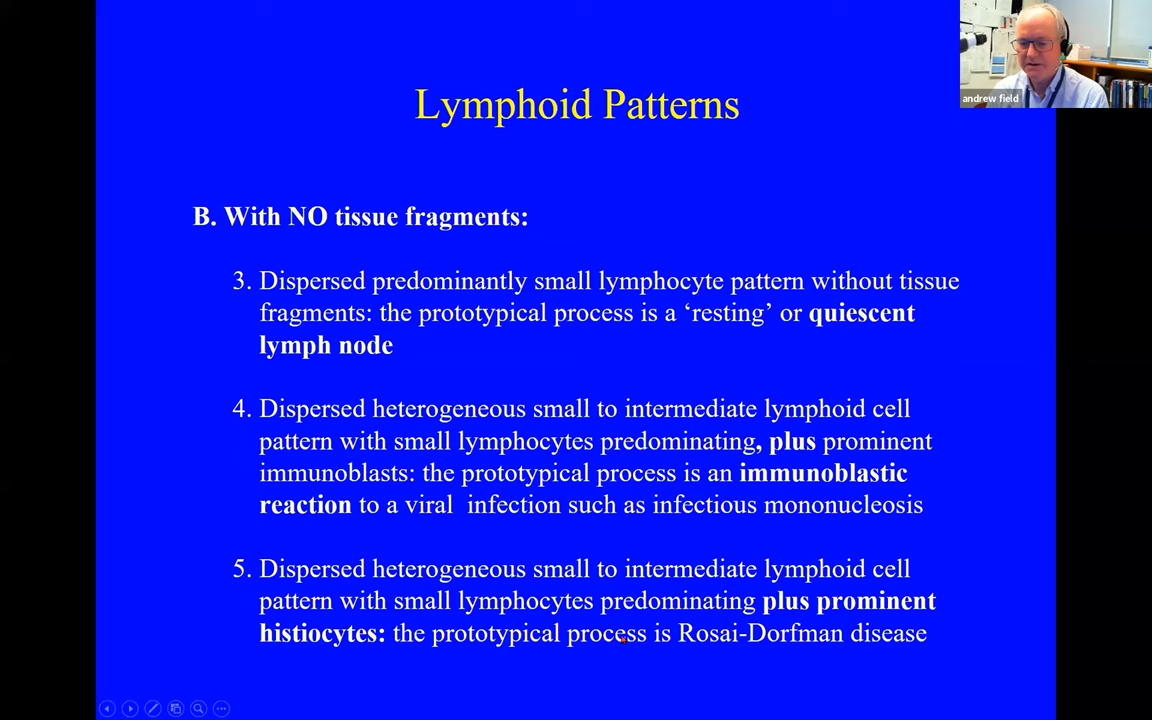 Lymphoid Patterns
andrew field
B. With NO tissue fragments:
3. Dispersed predominantly small lymphocyte pattern without tissue
fragments: the prototypical process is a ‘resting’ or quiescent
lymph node
4. Dispersed heterogeneous small to intermediate lymphoid cell
pattern with small lymphocytes predominating, plus prominent
immunoblasts: the prototypical process is an immunoblastic
reaction to a viral infection such as infectious mononucleosis
5. Dispersed heterogeneous small to intermediate lymphoid cell
pattern with small lymphocytes predominating plus prominent
histiocytes: the prototypical process is Rosai-Dorfman disease